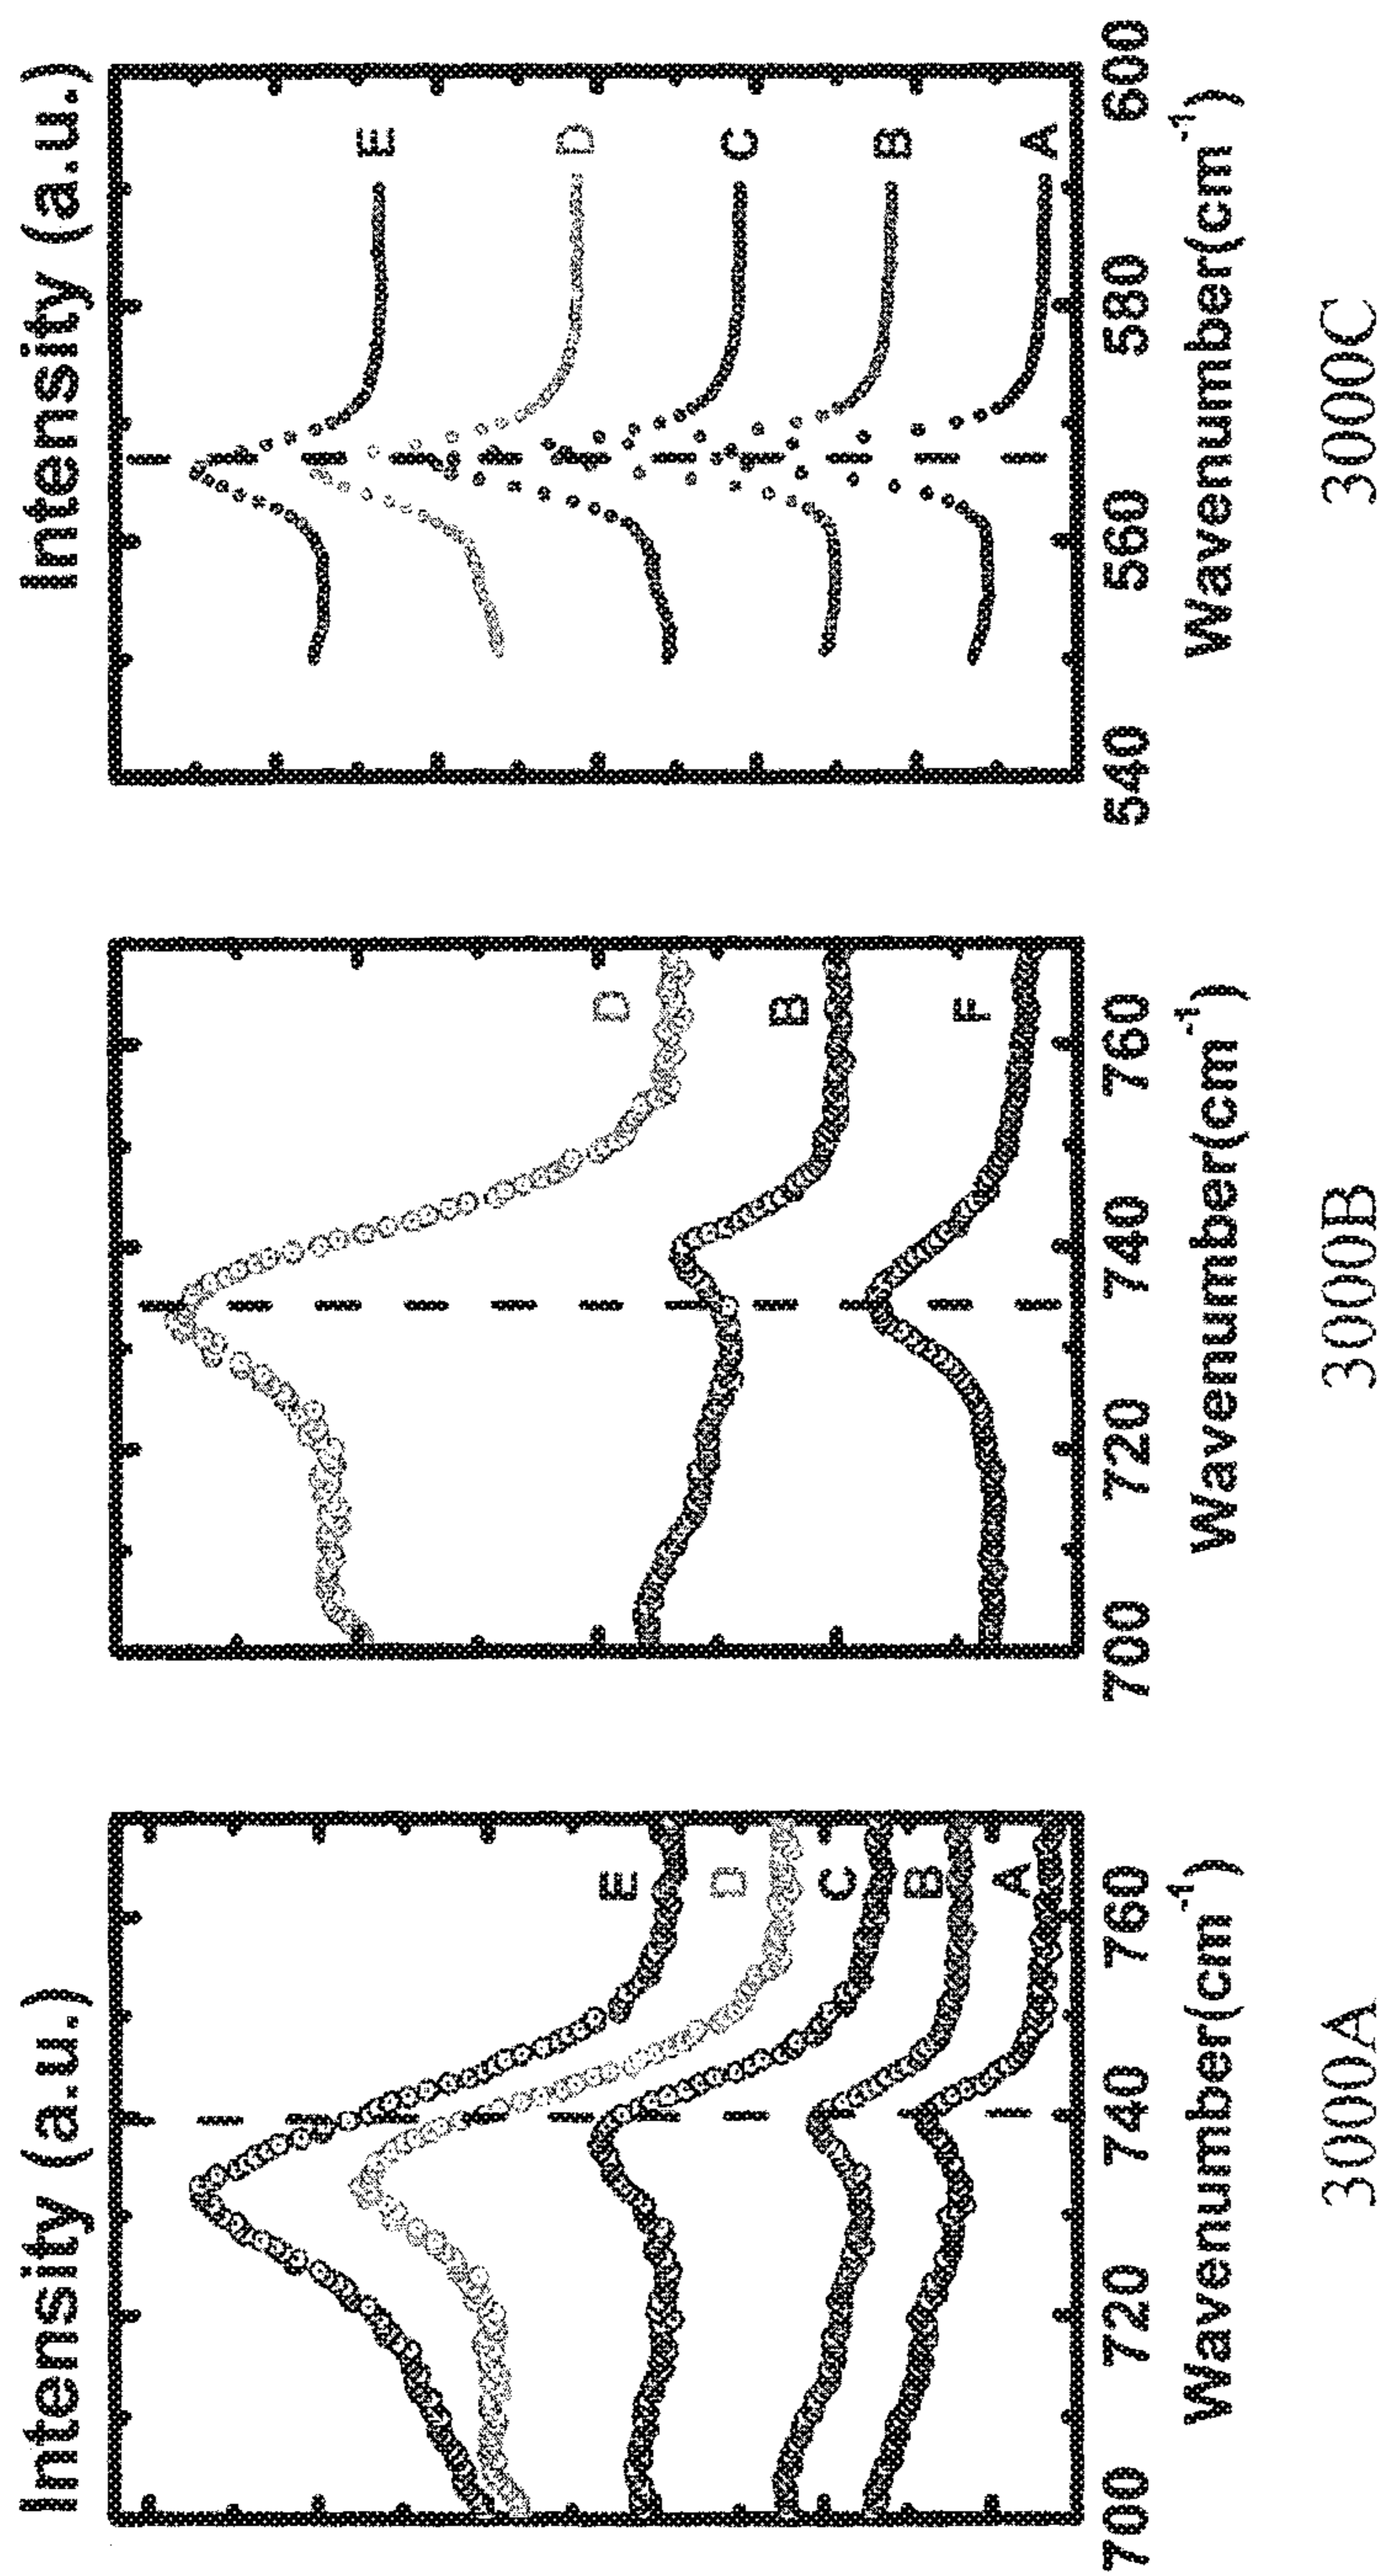 Intensity (a.u.)
E
D
C
B
A
700 720 740 760
Wavenumber(cm⁻¹)
3000A
D
B
F
700 720 740 760
Wavenumber(cm⁻¹)
3000B
Intensity (a.u.)
E
D
C
B
A
540 560 580 600
Wavenumber(cm⁻¹)
3000C